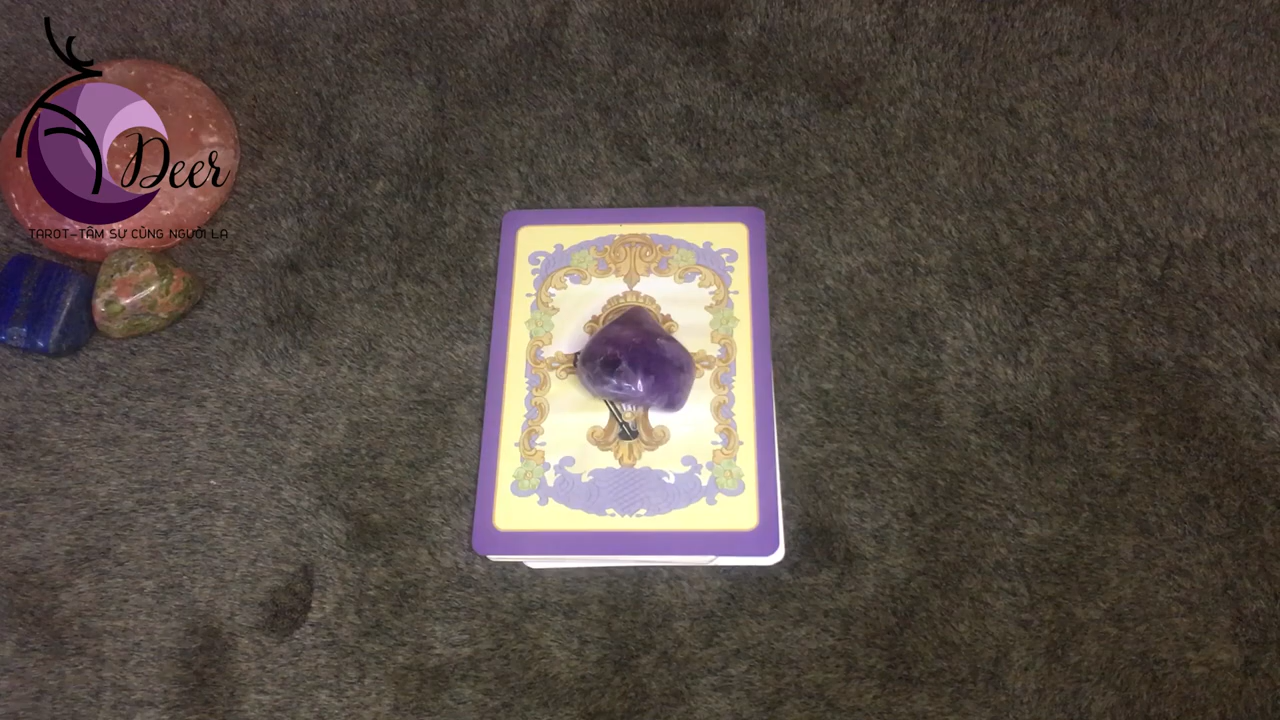 Deer
TAROT-TÂM SỰ CÙNG NGƯỜI LẠ